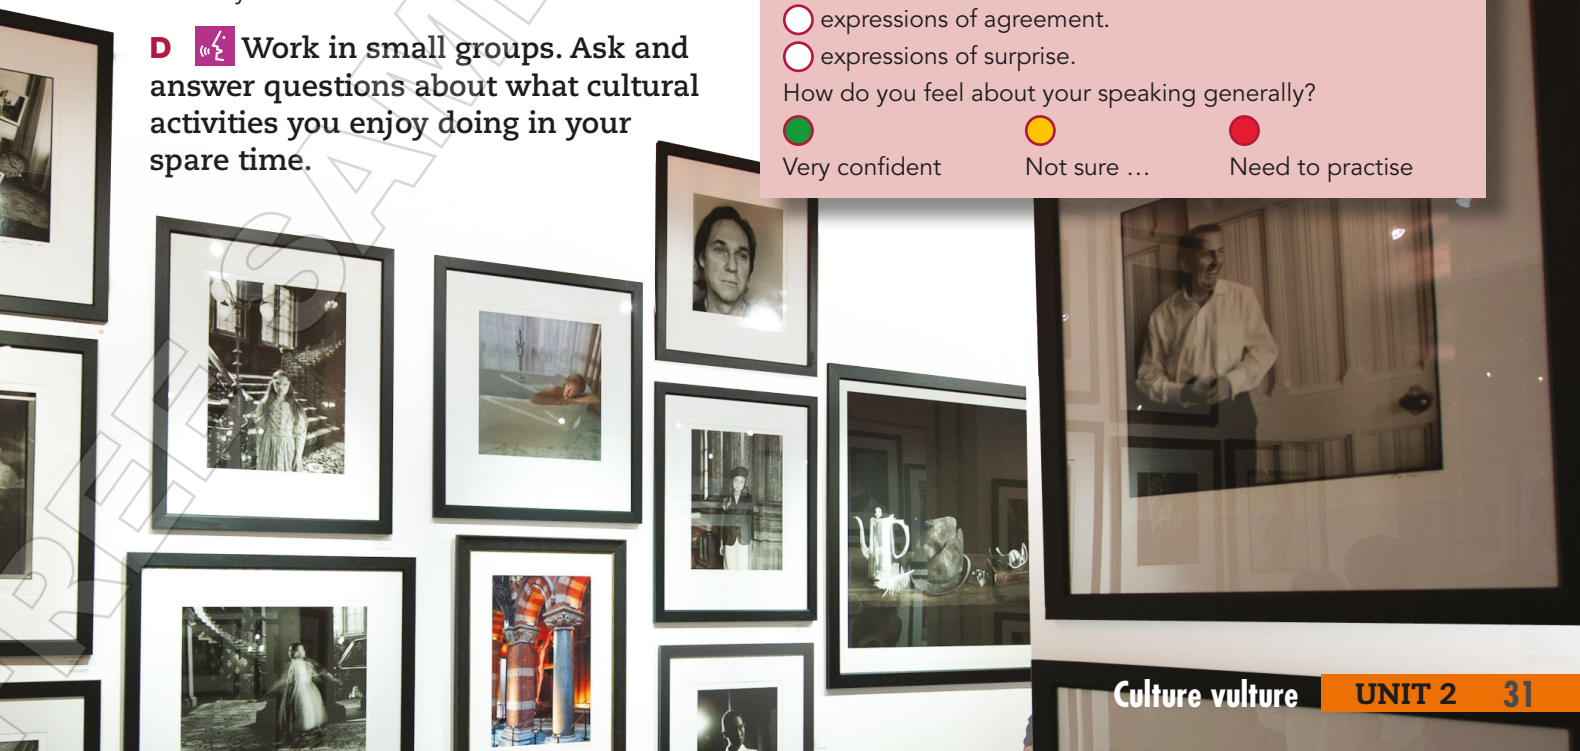 D Work in small groups. Ask and
answer questions about what cultural
activities you enjoy doing in your
spare time.
expressions of agreement.
expressions of surprise.
How do you feel about your speaking generally?
Very confident Not sure … Need to practise
FREE SAM
Culture vulture UNIT 2 31